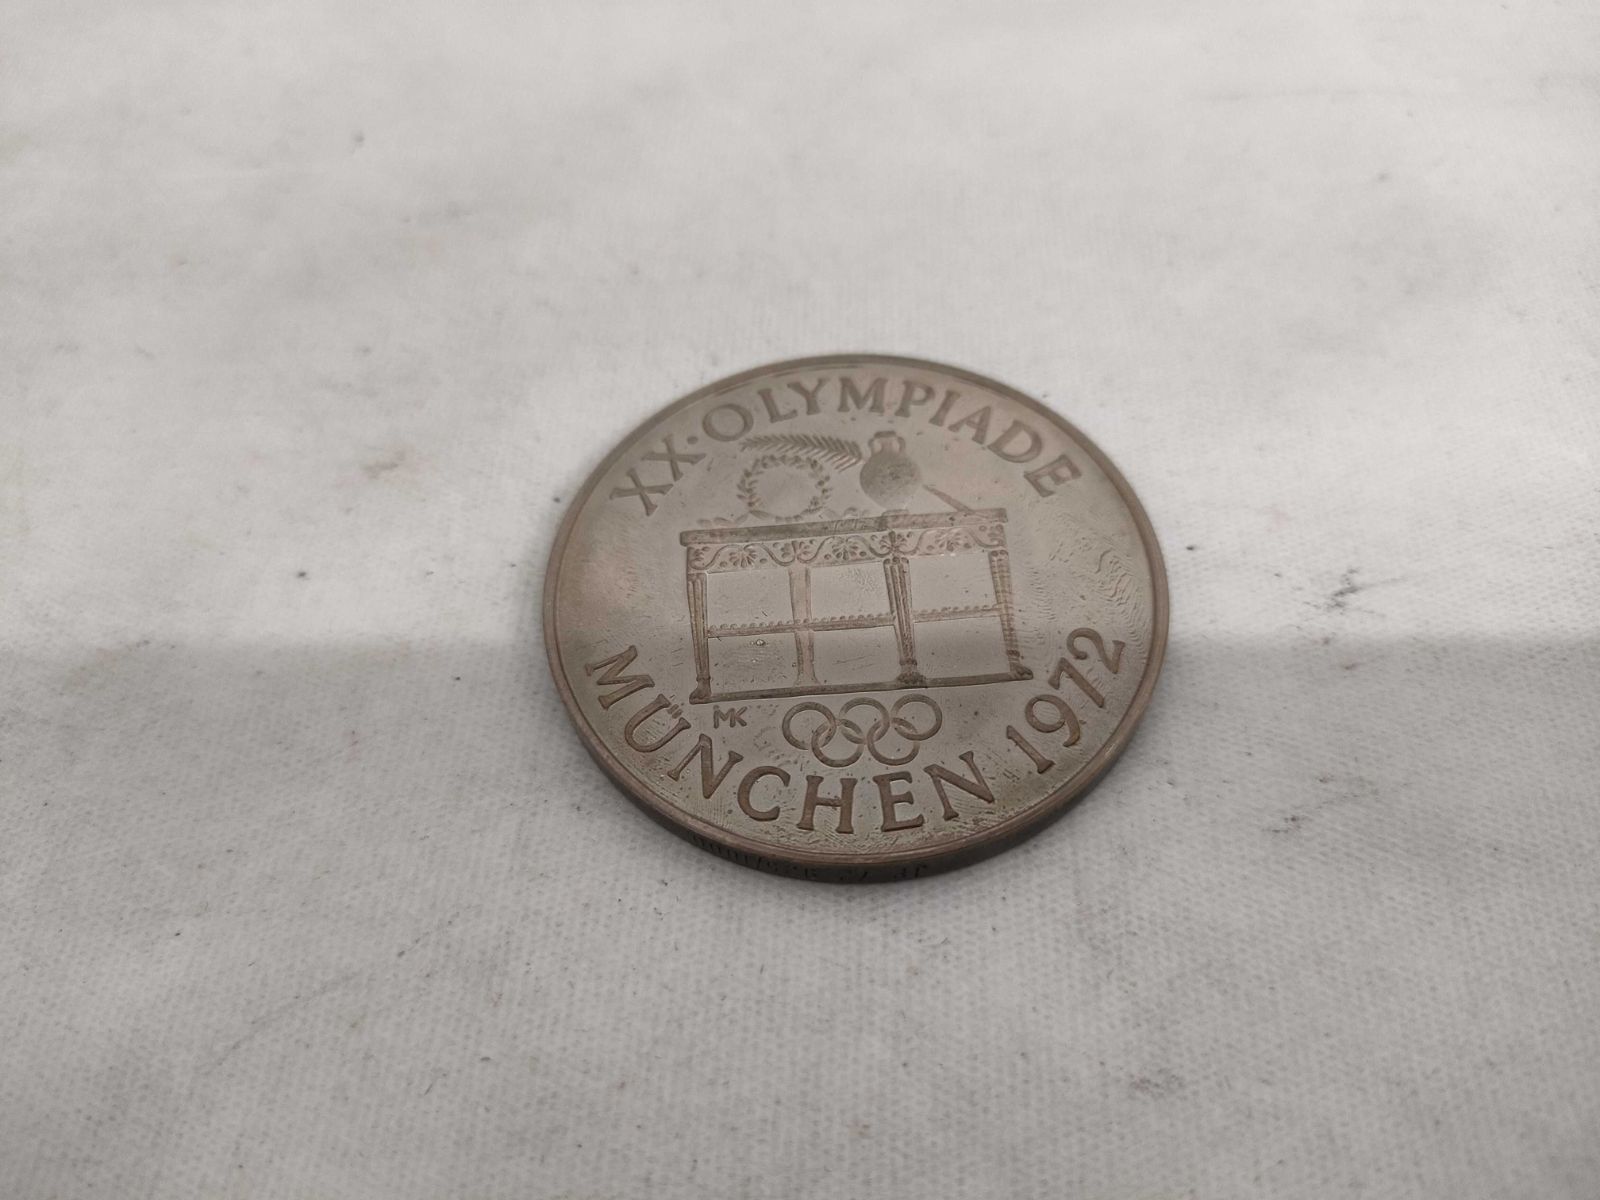 XX·OLYMPIADE
MK
MÜNCHEN 1972